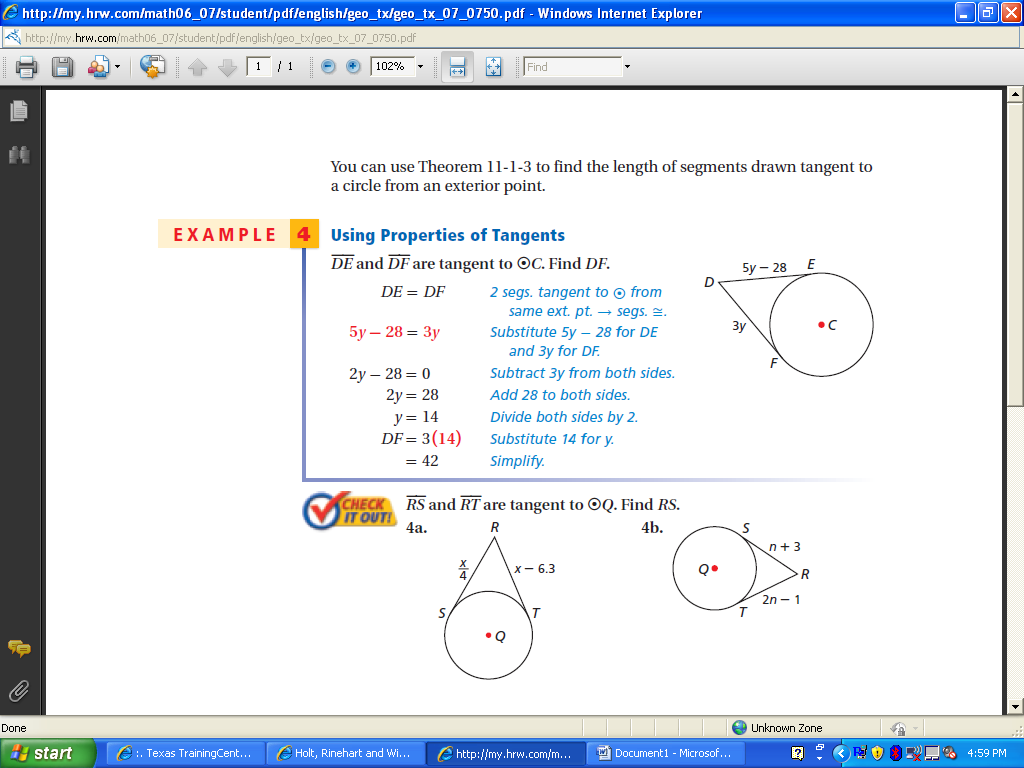 http://my.hrw.com/math06_07/student/pdf/english/geo_tx/geo_tx_07_0750.pdf - Windows Internet Explorer
http://my.hrw.com/math06_07/student/pdf/english/geo_tx/geo_tx_07_0750.pdf
1 / 1 102% Find
You can use Theorem 11-1-3 to find the length of segments drawn tangent to
a circle from an exterior point.
EXAMPLE 4 Using Properties of Tangents
DE and DF are tangent to ⊙C. Find DF.
DE = DF 2 segs. tangent to ⊙ from
same ext. pt. → segs. ≅.
5y − 28 = 3y Substitute 5y − 28 for DE
and 3y for DF.
2y − 28 = 0 Subtract 3y from both sides.
2y = 28 Add 28 to both sides.
y = 14 Divide both sides by 2.
DF = 3(14) Substitute 14 for y.
= 42 Simplify.
5y − 28 E
D
3y C
F
CHECK
IT OUT!
RS and RT are tangent to ⊙Q. Find RS.
4a. R
x/4 x − 6.3
S T
Q
4b. S
n + 3
Q R
2n − 1
T
Done Unknown Zone
start :. Texas TrainingCent... Holt, Rinehart and Wi... http://my.hrw.com/m... Document1 - Microsof... 4:59 PM